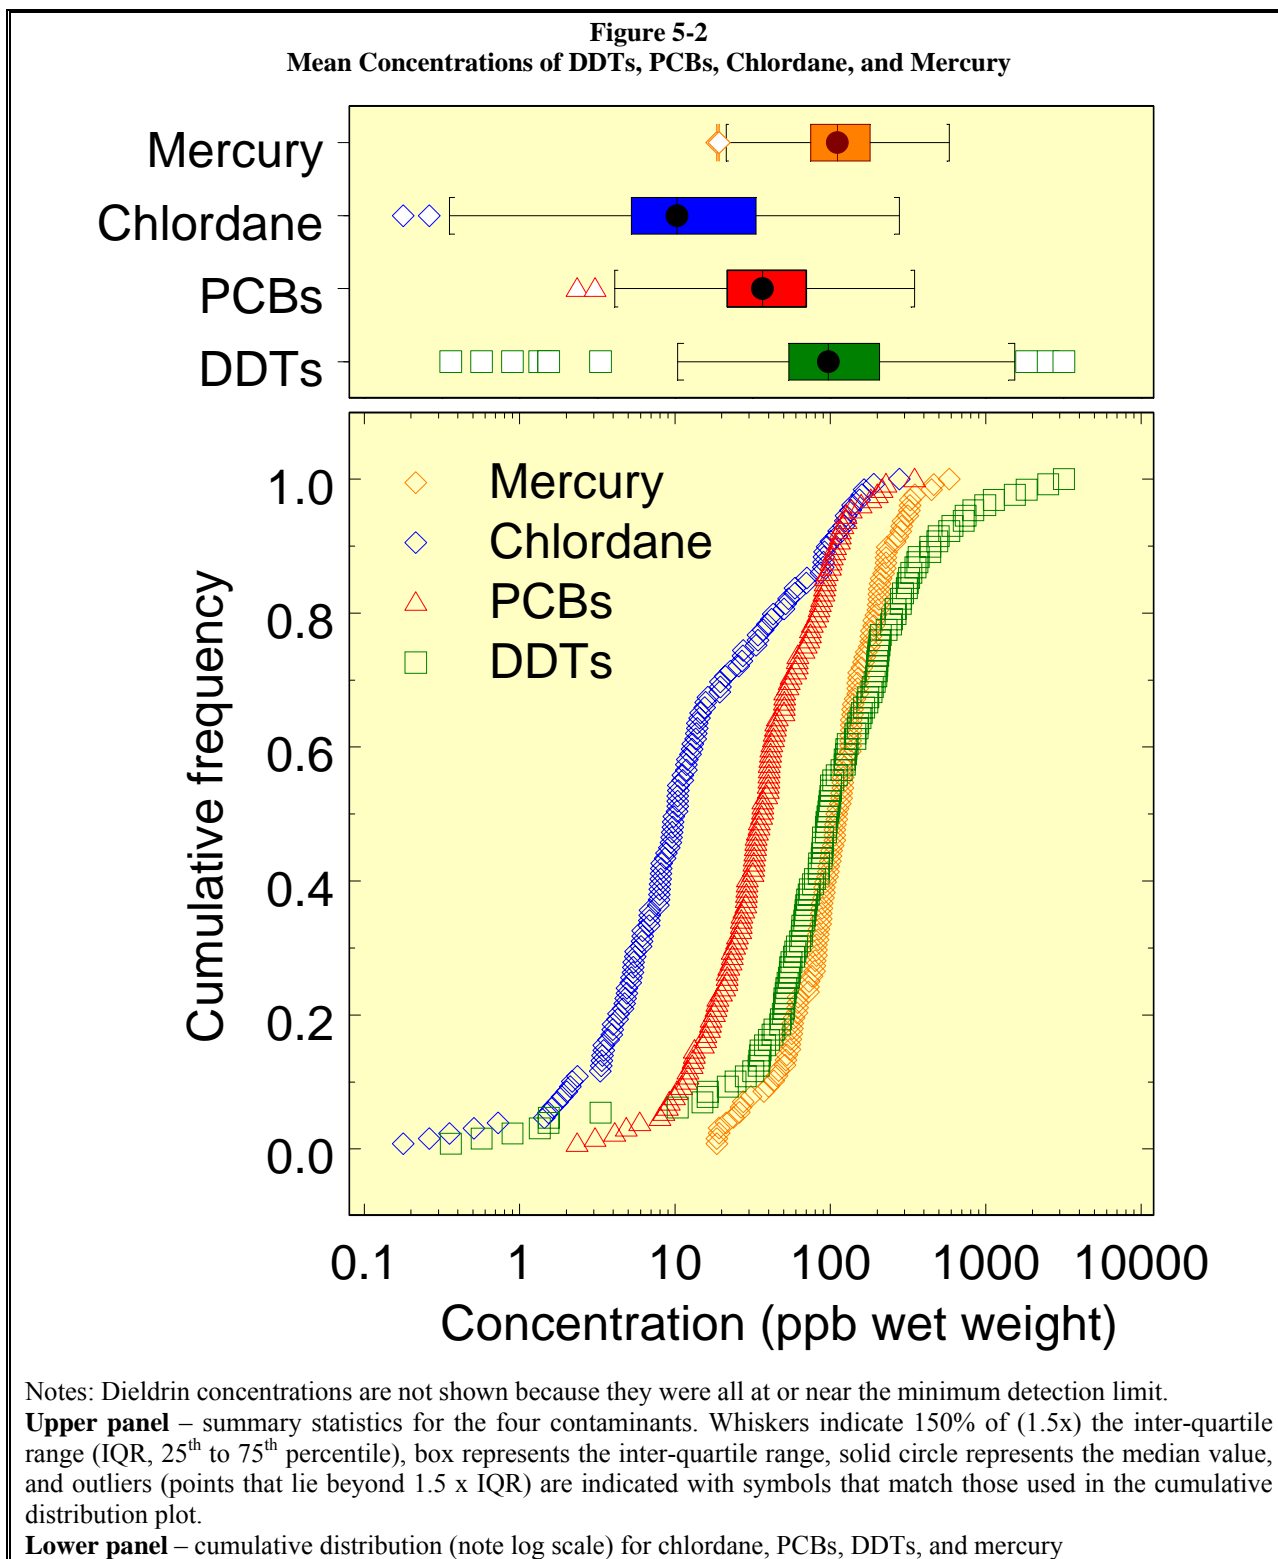 Figure 5-2
Mean Concentrations of DDTs, PCBs, Chlordane, and Mercury
Mercury
Chlordane
PCBs
DDTs
Mercury
Chlordane
PCBs
DDTs
1.0
0.8
0.6
0.4
0.2
0.0
Cumulative frequency
0.1 1 10 100 1000 10000
Concentration (ppb wet weight)
Notes: Dieldrin concentrations are not shown because they were all at or near the minimum detection limit.
Upper panel – summary statistics for the four contaminants. Whiskers indicate 150% of (1.5x) the inter-quartile
range (IQR, 25th to 75th percentile), box represents the inter-quartile range, solid circle represents the median value,
and outliers (points that lie beyond 1.5 x IQR) are indicated with symbols that match those used in the cumulative
distribution plot.
Lower panel – cumulative distribution (note log scale) for chlordane, PCBs, DDTs, and mercury